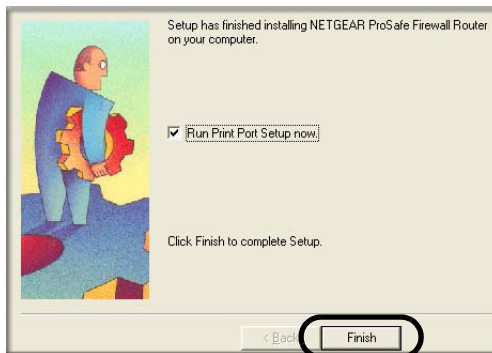 Setup has finished installing NETGEAR ProSafe Firewall Router
on your computer.
Run Print Port Setup now.
Click Finish to complete Setup.
< Back
Finish